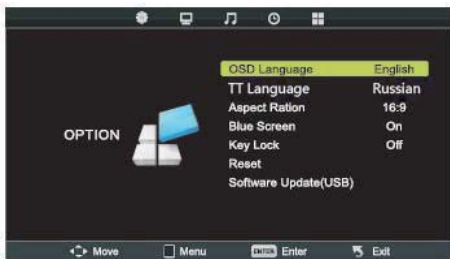 OSD Language English
TT Language Russian
Aspect Ration 16:9
Blue Screen On
OPTION
Key Lock Off
Reset
Software Update(USB)
Move Menu ENTER Enter Exit